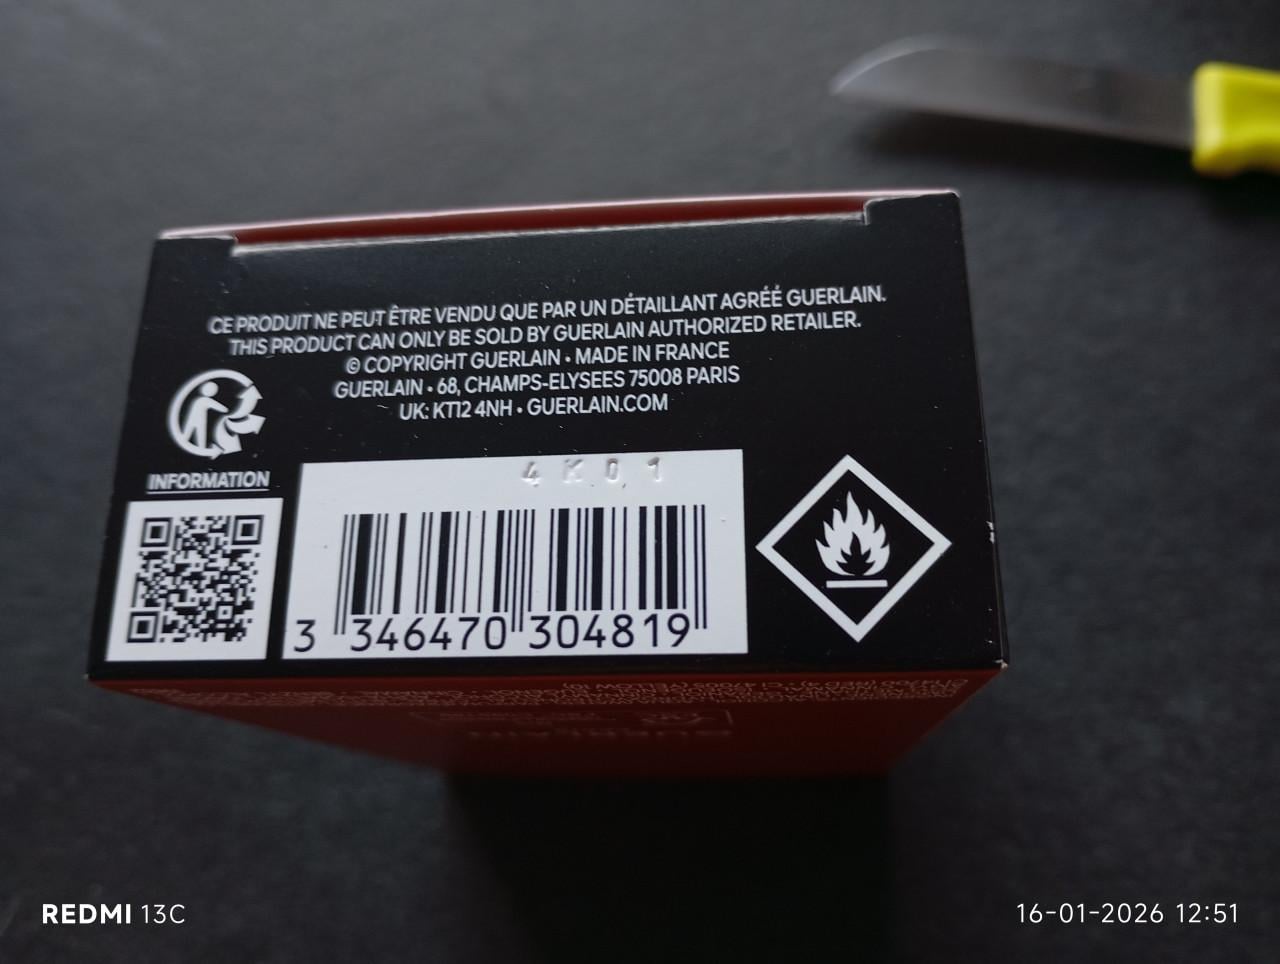 CE PRODUIT NE PEUT ÊTRE VENDU QUE PAR UN DÉTAILLANT AGRÉÉ GUERLAIN.
THIS PRODUCT CAN ONLY BE SOLD BY GUERLAIN AUTHORIZED RETAILER.
© COPYRIGHT GUERLAIN • MADE IN FRANCE
GUERLAIN • 68, CHAMPS-ELYSEES 75008 PARIS
UK: KT12 4NH • GUERLAIN.COM
INFORMATION
4K01
3 346470 304819
GUERLAIN
REDMI 13C
16-01-2026 12:51